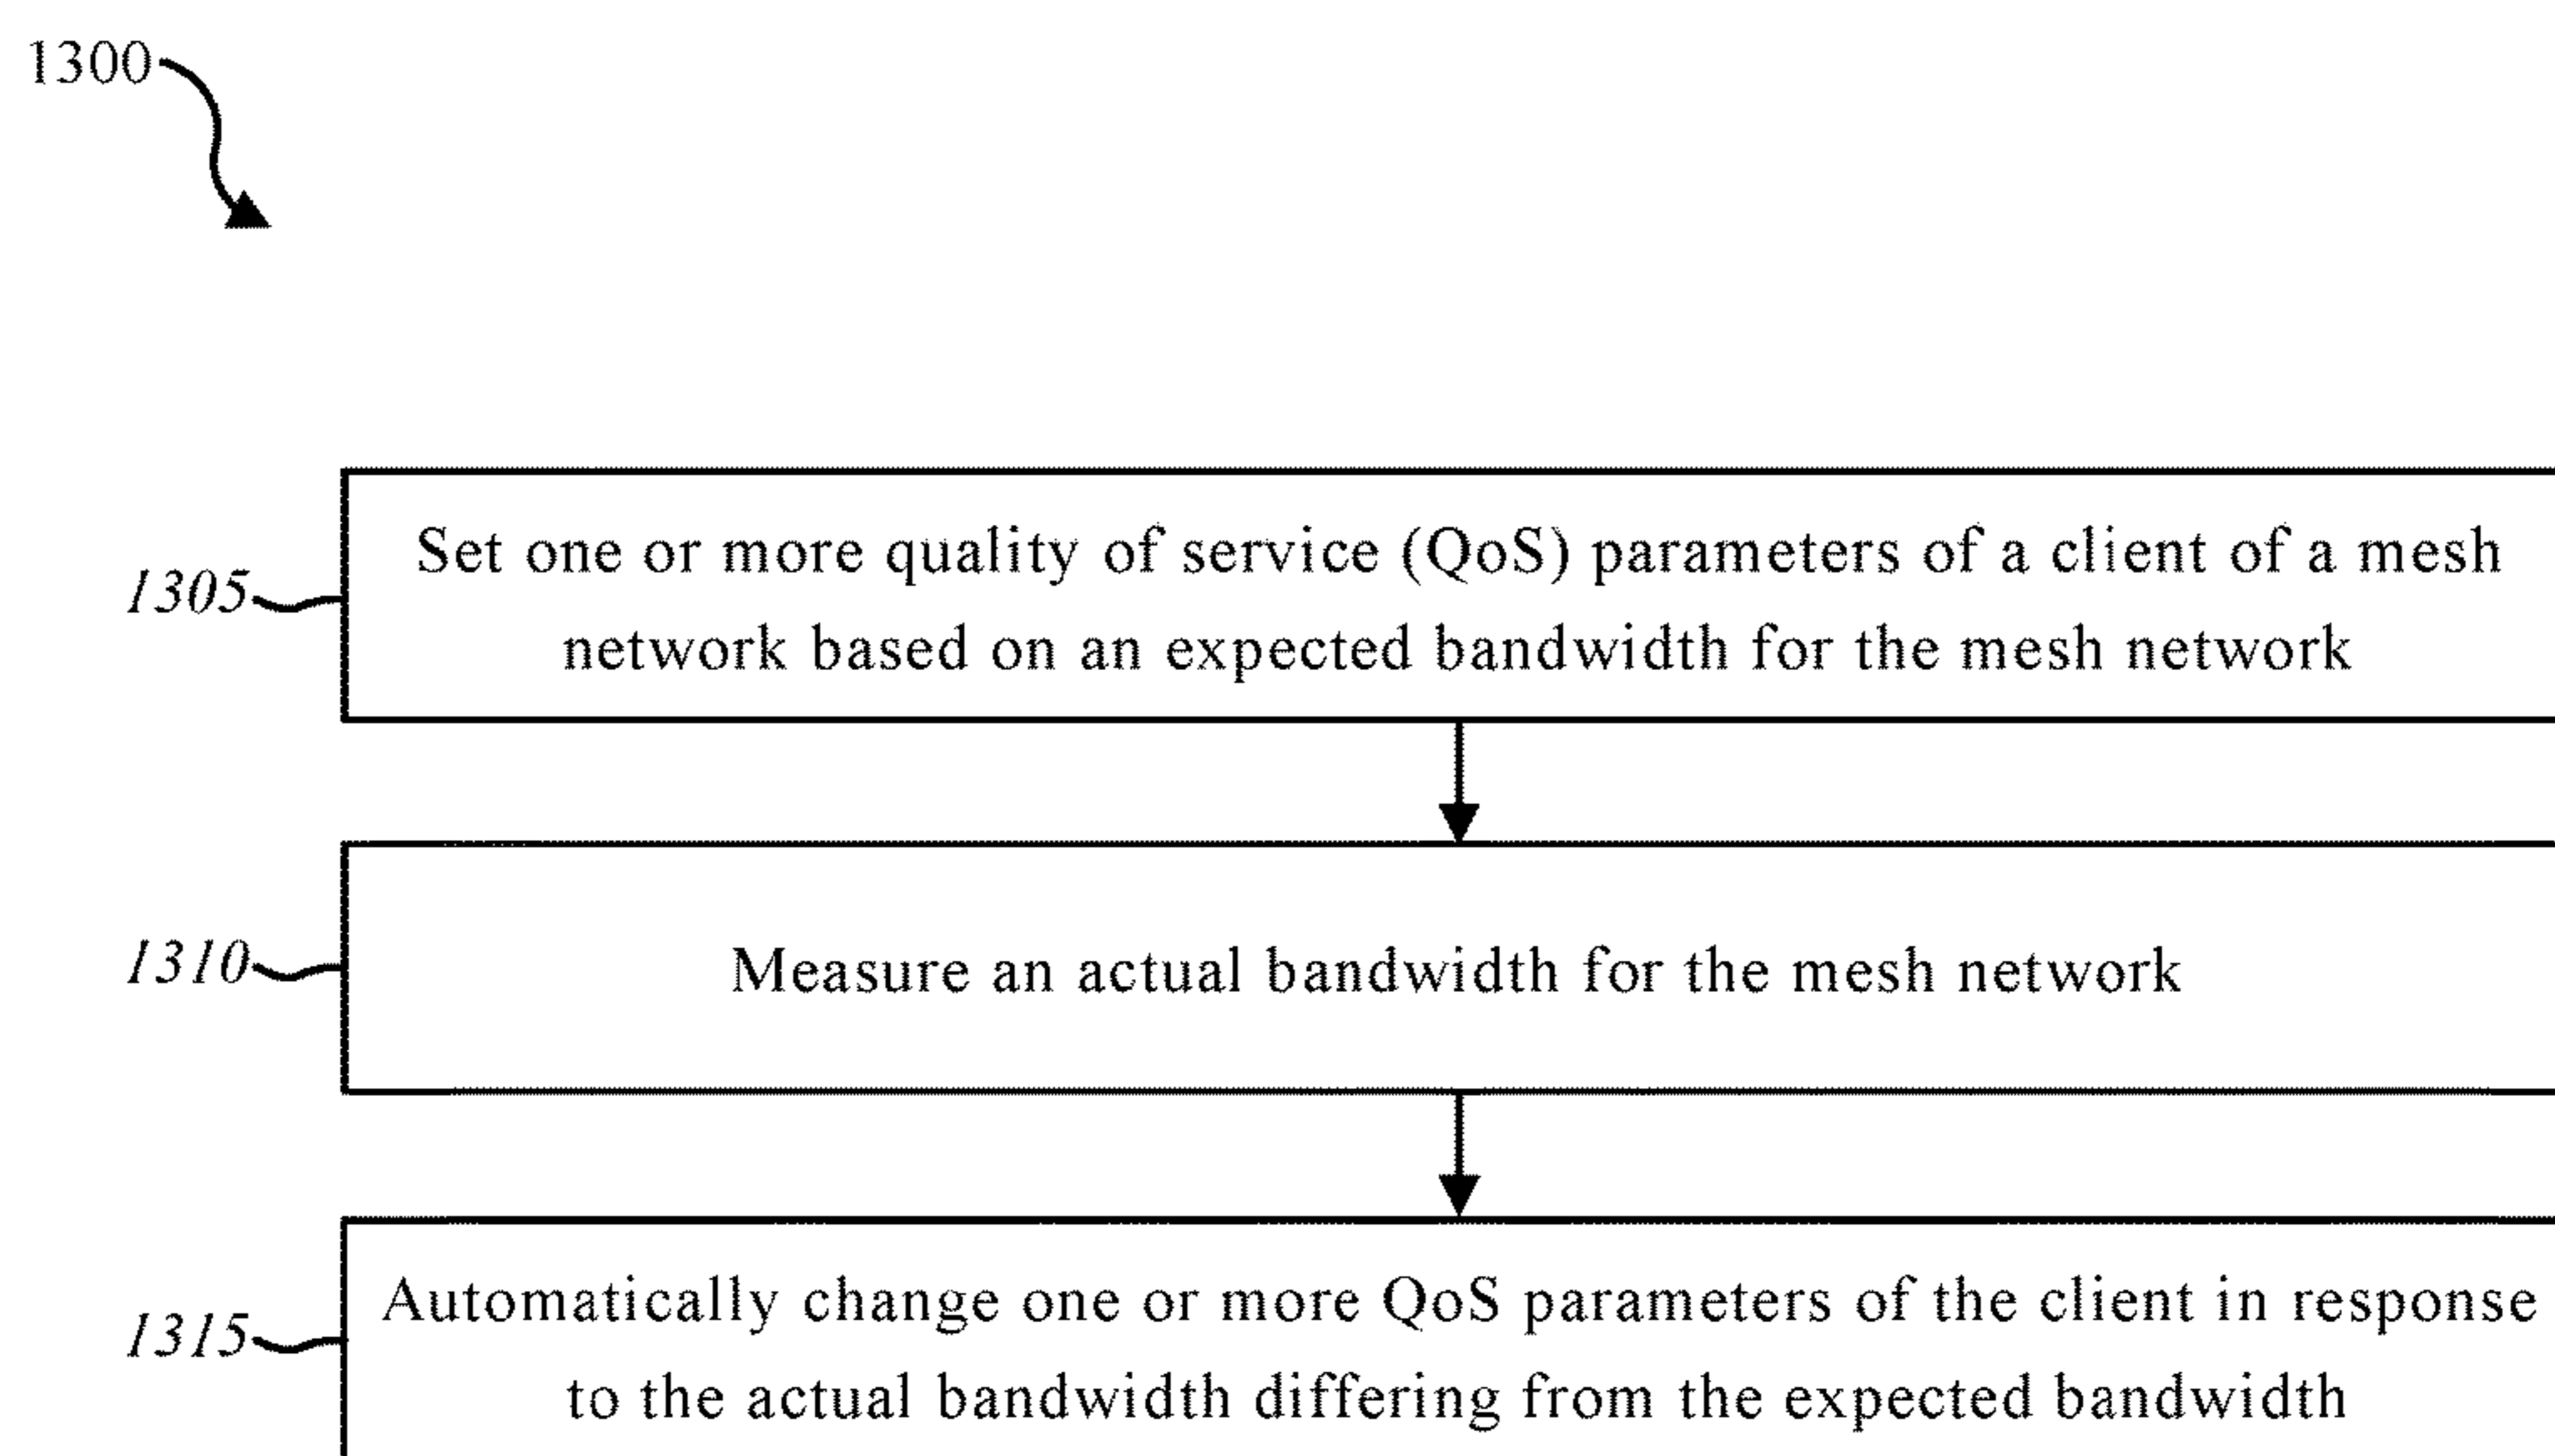 1300
1305
Set one or more quality of service (QoS) parameters of a client of a mesh
network based on an expected bandwidth for the mesh network
1310
Measure an actual bandwidth for the mesh network
1315
Automatically change one or more QoS parameters of the client in response
to the actual bandwidth differing from the expected bandwidth